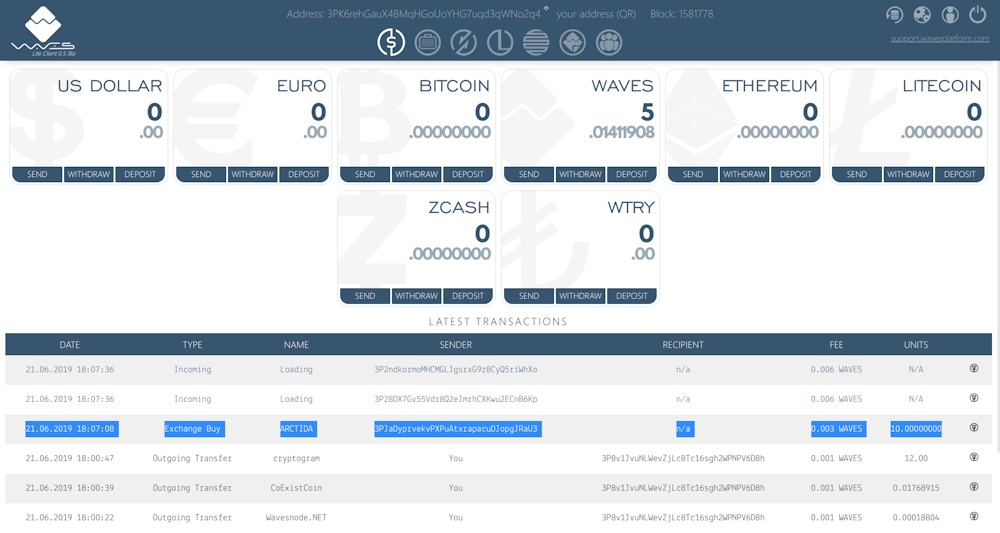 Address: 3PK6rehGauX48MqHGoUoYHG7uqd3qWNo2q4 your address (QR) Block: 1581778
WAVES
Lite Client 0.5.18a
support.wavesplatform.com
US DOLLAR EURO BITCOIN WAVES ETHEREUM LITECOIN
0 0 0 5 0 0
.00 .00 .00000000 .01411908 .00000000 .00000000
SEND WITHDRAW DEPOSIT SEND WITHDRAW DEPOSIT SEND WITHDRAW DEPOSIT SEND WITHDRAW DEPOSIT SEND WITHDRAW DEPOSIT SEND WITHDRAW DEPOSIT
ZCASH WTRY
0 0
.00000000 .00
SEND WITHDRAW DEPOSIT SEND WITHDRAW DEPOSIT
LATEST TRANSACTIONS
DATE TYPE NAME SENDER RECIPIENT FEE UNITS
21.06.2019 18:07:36 Incoming Loading 3P2ndkormoMHCMGLJgsrxG9z8CyQ5riWhXo n/a 0.006 WAVES N/A
21.06.2019 18:07:36 Incoming Loading 3P28DX7Gv55Vdr8Q2eJmrhCXKwu2ECnB6Kp n/a 0.006 WAVES N/A
21.06.2019 18:07:08 Exchange Buy ARCTIDA 3PJaDyprvekvPXPuAtxrapacuDJopgJRaU3 n/a 0.003 WAVES 10.00000000
21.06.2019 18:00:47 Outgoing Transfer cryptogram You 3P8v1JvuNLWevZjLc8Tc16sgh2WPNPV6D8h 0.001 WAVES 12.00
21.06.2019 18:00:39 Outgoing Transfer CoExistCoin You 3P8v1JvuNLWevZjLc8Tc16sgh2WPNPV6D8h 0.001 WAVES 0.01768915
21.06.2019 18:00:22 Outgoing Transfer Wavesnode.NET You 3P8v1JvuNLWevZjLc8Tc16sgh2WPNPV6D8h 0.001 WAVES 0.00018804